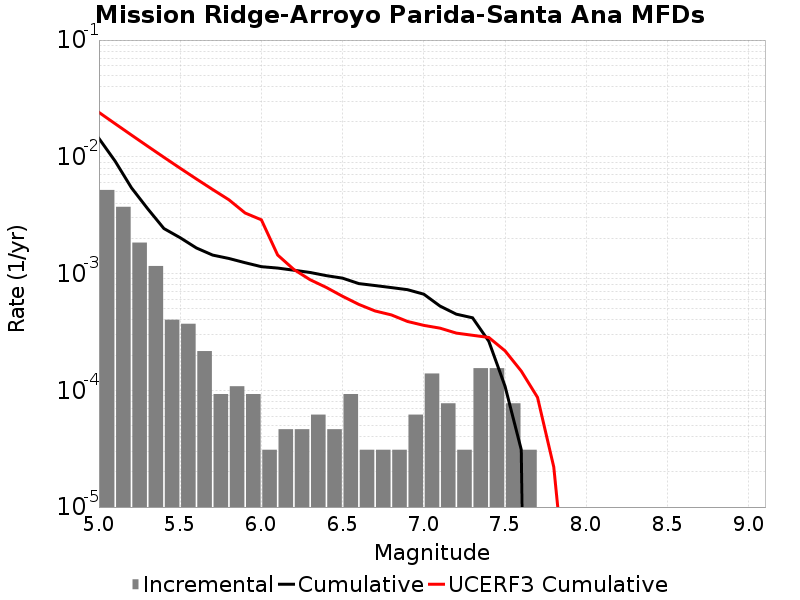 Mission Ridge-Arroyo Parida-Santa Ana MFDs
10-1
10-2
10-3
10-4
10-5
Rate (1/yr)
5.0 5.5 6.0 6.5 7.0 7.5 8.0 8.5 9.0
Magnitude
Incremental Cumulative UCERF3 Cumulative